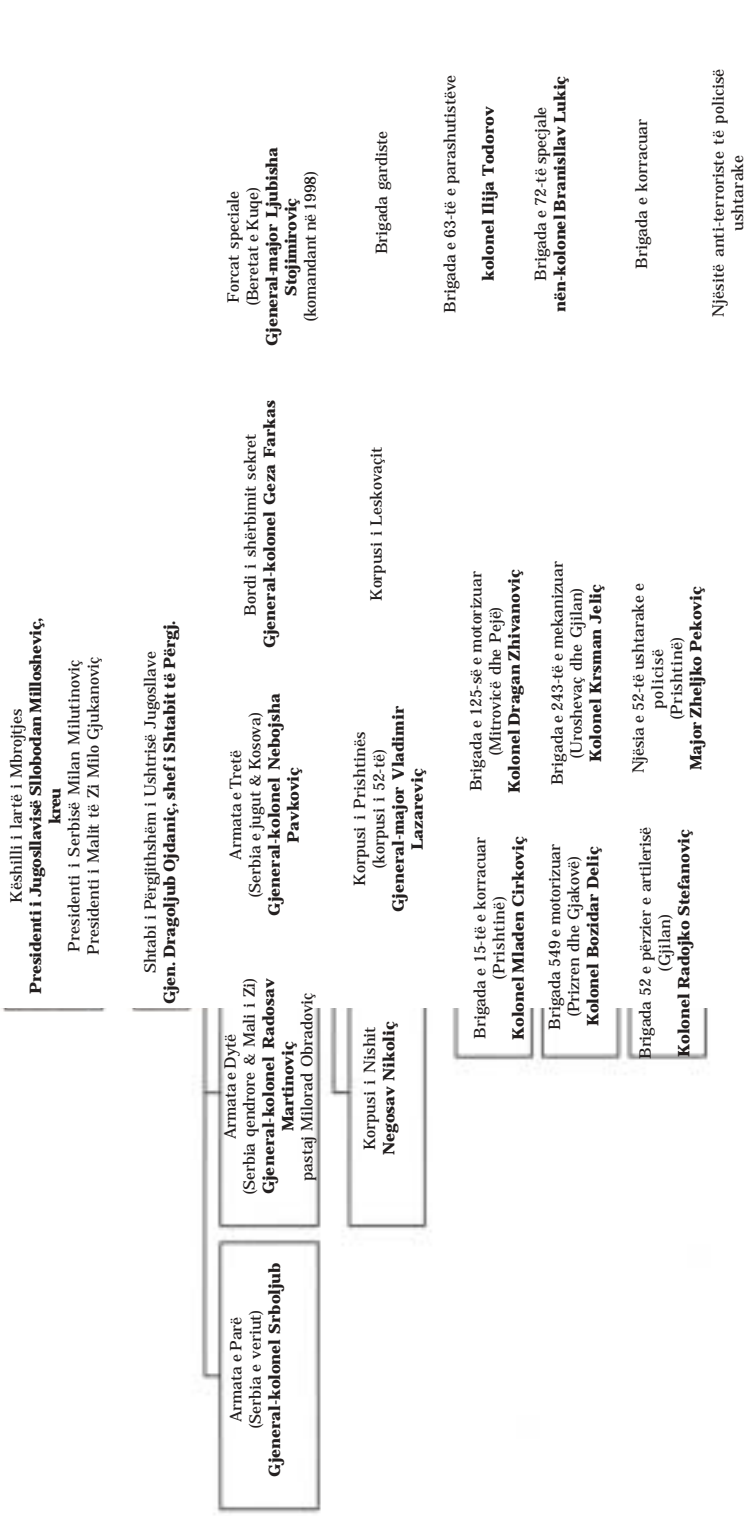 Këshilli i lartë i Mbrojtjes
Presidenti i Jugosllavisë Sllobodan Millosheviç,
kreu
Presidenti i Serbisë Milan Milutinoviç
Presidenti i Malit të Zi Milo Gjukanoviç
Shtabi i Përgjithshëm i Ushtrisë Jugosllave
Gjen. Dragoljub Ojdaniç, shef i Shtabit të Përgj.
Armata e Parë
(Serbia e veriut)
Gjeneral-kolonel Srboljub
Armata e Dytë
(Serbia qendrore & Mali i Zi)
Gjeneral-kolonel Radosav
Martinoviç
pastaj Milorad Obradoviç
Armata e Tretë
(Serbia e jugut & Kosova)
Gjeneral-kolonel Nebojsha
Pavkoviç
Bordi i shërbimit sekret
Gjeneral-kolonel Geza Farkas
Forcat speciale
(Beretat e Kuqe)
Gjeneral-major Ljubisha
Stojimiroviç
(komandant në 1998)
Korpusi i Nishit
Negosav Nikoliç
Korpusi i Prishtinës
(korpusi i 52-të)
Gjeneral-major Vladimir
Lazareviç
Korpusi i Leskovaçit
Brigada gardiste
Brigada e 15-të e korracuar
(Prishtinë)
Kolonel Mladen Cirkoviç
Brigada e 125-së e motorizuar
(Mitrovicë dhe Pejë)
Kolonel Dragan Zhivanoviç
Brigada e 63-të e parashutistëve
kolonel Ilija Todorov
Brigada 549 e motorizuar
(Prizren dhe Gjakovë)
Kolonel Bozidar Deliç
Brigada e 243-të e mekanizuar
(Uroshevaç dhe Gjilan)
Kolonel Krsman Jeliç
Brigada e 72-të specjale
nën-kolonel Branisllav Lukiç
Brigada 52 e përzier e artilerisë
(Gjilan)
Kolonel Radojko Stefanoviç
Njësia e 52-të ushtarake e
policisë
(Prishtinë)
Major Zheljko Pekoviç
Brigada e korracuar
Njësitë anti-terroriste të policisë
ushtarake